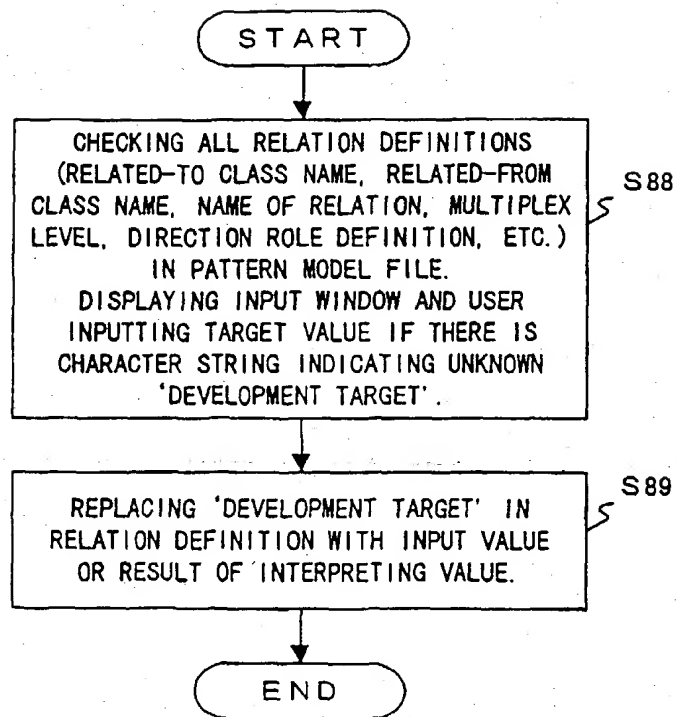 START
CHECKING ALL RELATION DEFINITIONS
(RELATED-TO CLASS NAME, RELATED-FROM
CLASS NAME, NAME OF RELATION, MULTIPLEX
LEVEL, DIRECTION ROLE DEFINITION, ETC.)
IN PATTERN MODEL FILE.
DISPLAYING INPUT WINDOW AND USER
INPUTTING TARGET VALUE IF THERE IS
CHARACTER STRING INDICATING UNKNOWN
'DEVELOPMENT TARGET'.
S88
REPLACING 'DEVELOPMENT TARGET' IN
RELATION DEFINITION WITH INPUT VALUE
OR RESULT OF INTERPRETING VALUE.
S89
END